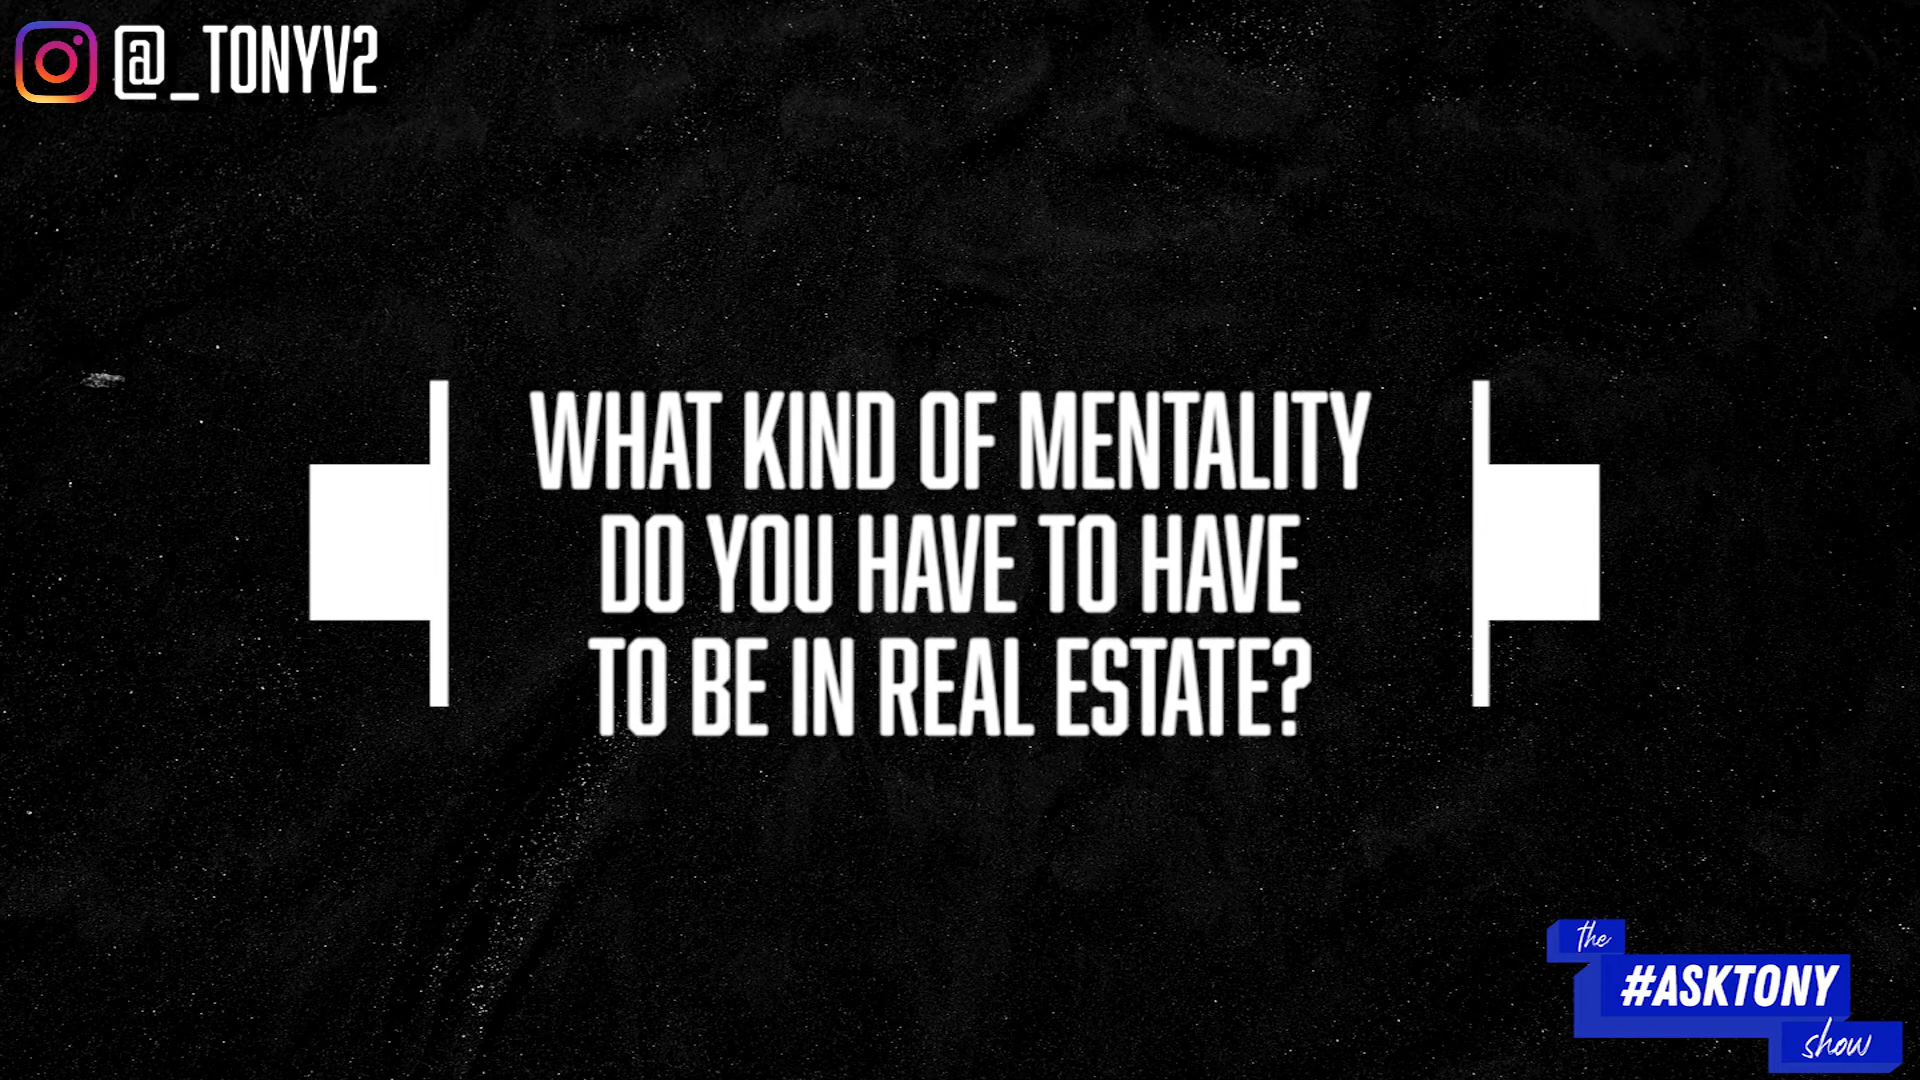 @_TONYV2
WHAT KIND OF MENTALITY
DO YOU HAVE TO HAVE
TO BE IN REAL ESTATE?
the
#ASKTONY
show